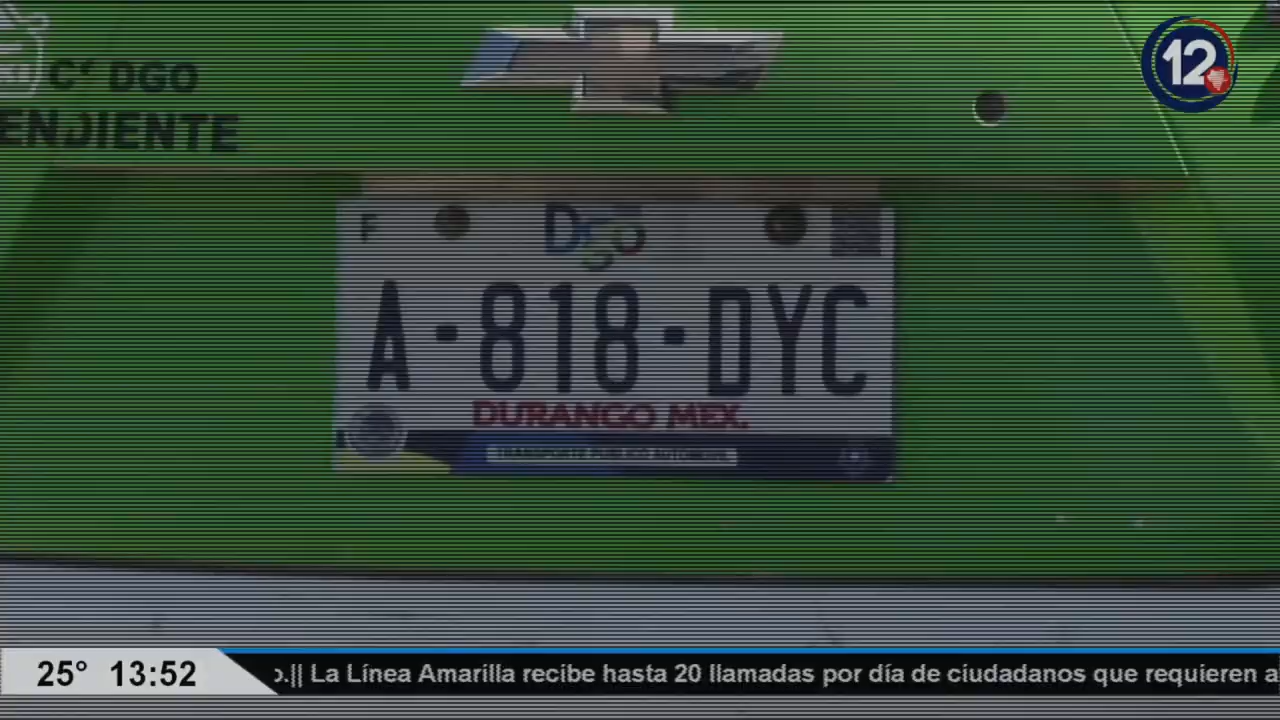 DGO
ENDIENTE
12
F
Dgo
A-818-DYC
DURANGO MEX.
TRANSPORTE PUBLICO AUTOMOVIL
25° 13:52
o.|| La Línea Amarilla recibe hasta 20 llamadas por día de ciudadanos que requieren a